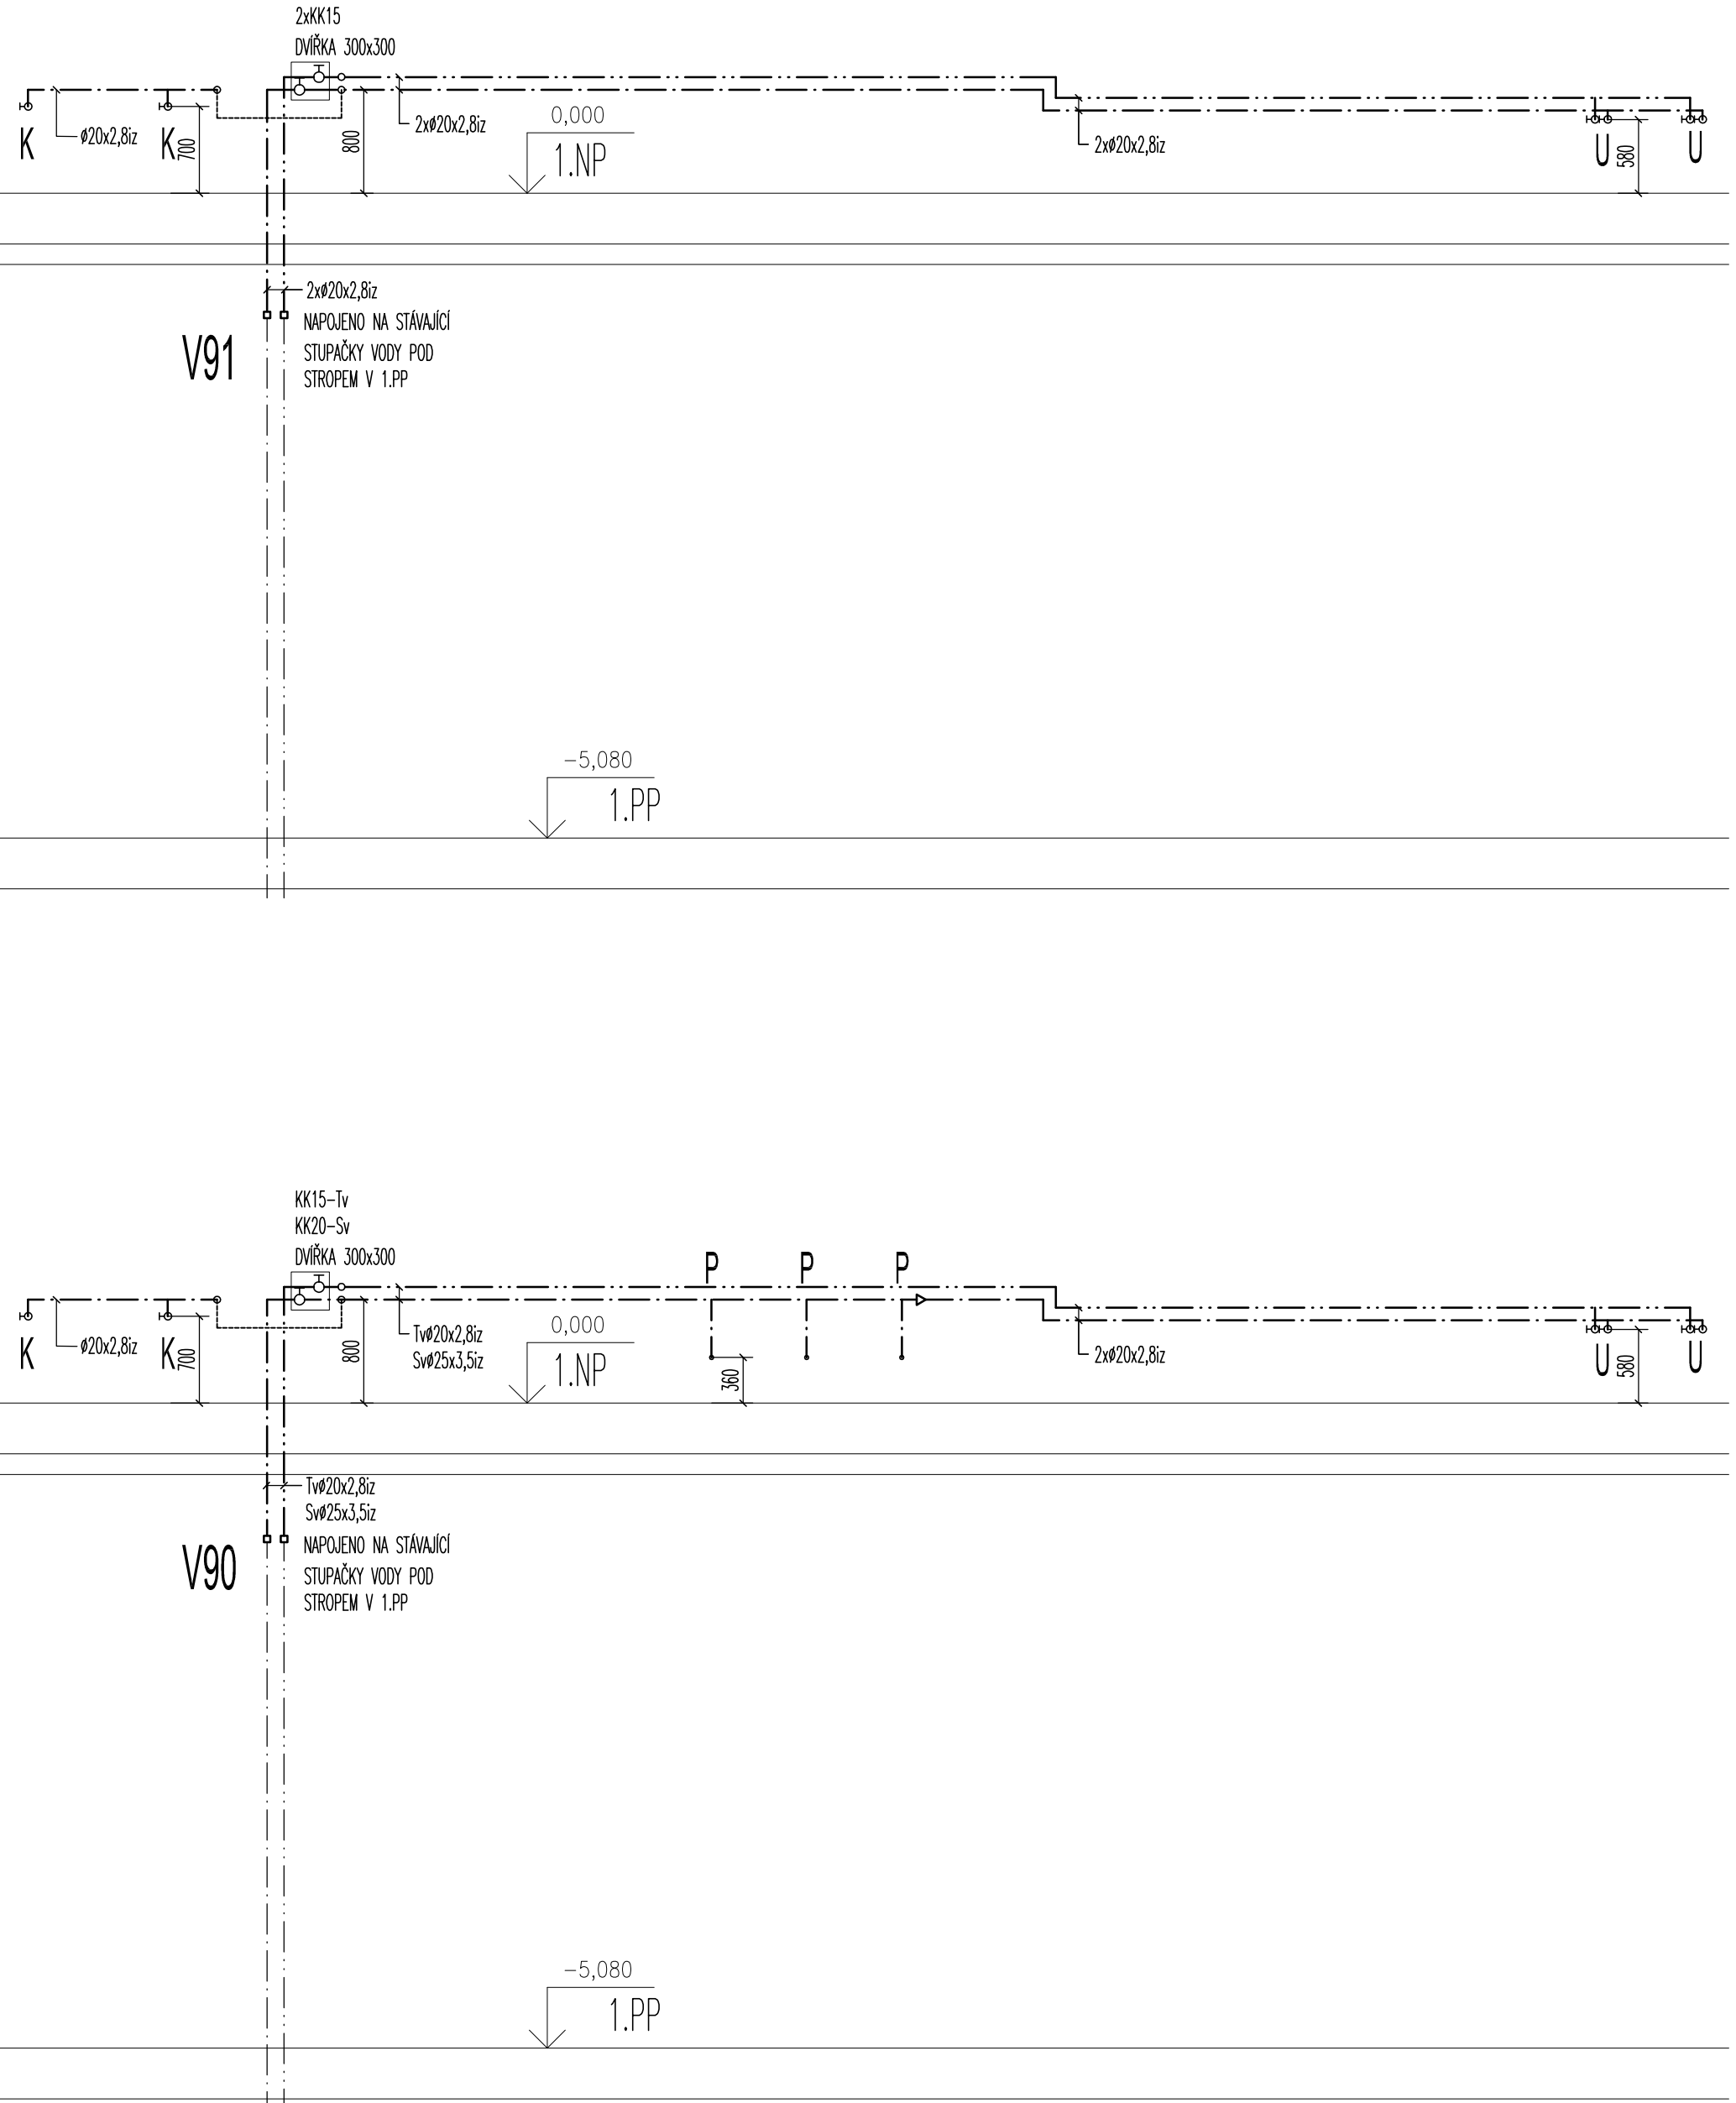 2xKK15
DVÍŘKA 300x300
K
ø20x2,8iz
K
700
800
2xø20x2,8iz
0,000
1.NP
2xø20x2,8iz
U
580
U
2xø20x2,8iz
NAPOJENO NA STÁVAJÍCÍ
STUPAČKY VODY POD
STROPEM V 1.PP
V91
-5,080
1.PP
KK15-Tv
KK20-Sv
DVÍŘKA 300x300
P
P
P
K
ø20x2,8iz
K
700
800
Tvø20x2,8iz
Svø25x3,5iz
0,000
1.NP
360
2xø20x2,8iz
U
580
U
Tvø20x2,8iz
Svø25x3,5iz
NAPOJENO NA STÁVAJÍCÍ
STUPAČKY VODY POD
STROPEM V 1.PP
V90
-5,080
1.PP